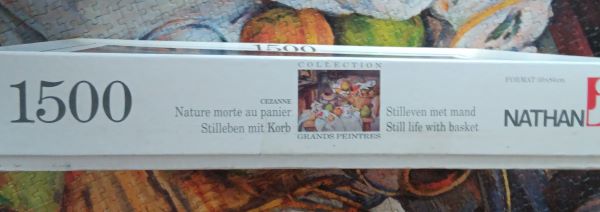 1500
1500
COLLECTION
CEZANNE
Nature morte au panier
Stilleben mit Korb
GRANDS PEINTRES
Stilleven met mand
Still life with basket
NATHAN